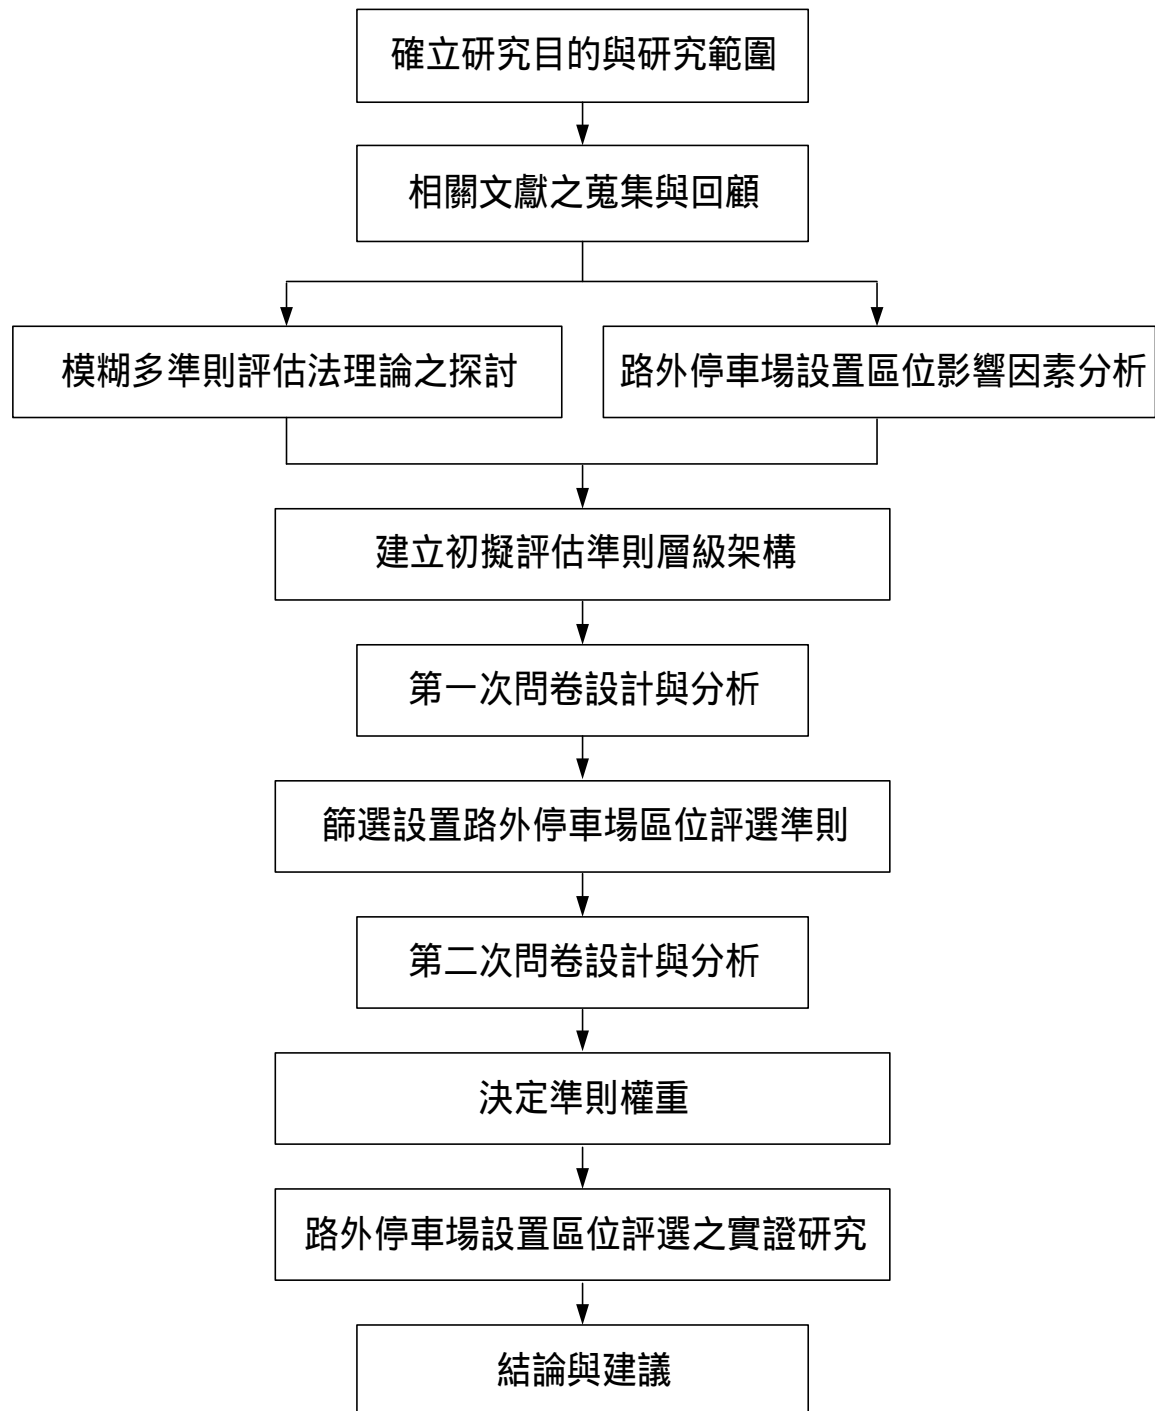 確立研究目的與研究範圍
相關文獻之蒐集與回顧
模糊多準則評估法理論之探討
路外停車場設置區位影響因素分析
建立初擬評估準則層級架構
第一次問卷設計與分析
篩選設置路外停車場區位評選準則
第二次問卷設計與分析
決定準則權重
路外停車場設置區位評選之實證研究
結論與建議